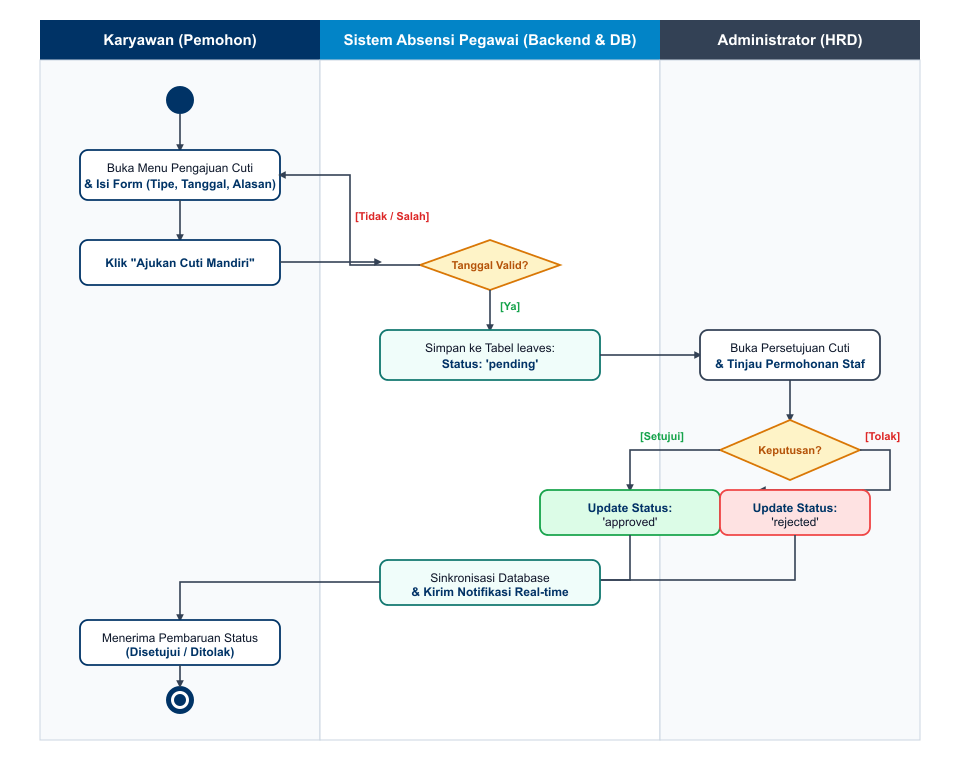 Karyawan (Pemohon)
Sistem Absensi Pegawai (Backend & DB)
Administrator (HRD)
Buka Menu Pengajuan Cuti
& Isi Form (Tipe, Tanggal, Alasan)
[Tidak / Salah]
Klik "Ajukan Cuti Mandiri"
Tanggal Valid?
[Ya]
Simpan ke Tabel leaves:
Status: 'pending'
Buka Persetujuan Cuti
& Tinjau Permohonan Staf
[Setujui]
Keputusan?
[Tolak]
Update Status:
'approved'
Update Status:
'rejected'
Sinkronisasi Database
& Kirim Notifikasi Real-time
Menerima Pembaruan Status
(Disetujui / Ditolak)